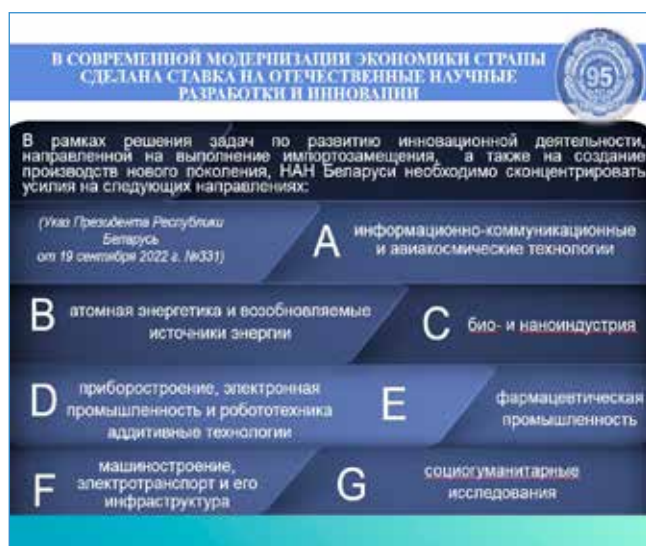 В СОВРЕМЕННОЙ МОДЕРНИЗАЦИИ ЭКОНОМИКИ СТРАНЫ
СДЕЛАНА СТАВКА НА ОТЕЧЕСТВЕННЫЕ НАУЧНЫЕ
РАЗРАБОТКИ И ИННОВАЦИИ
95
В рамках решения задач по развитию инновационной деятельности,
направленной на выполнение импортозамещения, а также на создание
производств нового поколения, НАН Беларуси необходимо сконцентрировать
усилия на следующих направлениях:
(Указ Президента Республики
Беларусь
от 19 сентября 2022 г. №331)
A
информационно-коммуникационные
и авиакосмические технологии
B
атомная энергетика и возобновляемые
источники энергии
C
био- и наноиндустрия
D
приборостроение, электронная
промышленность и робототехника
аддитивные технологии
E
фармацевтическая
промышленность
F
машиностроение,
электротранспорт и его
инфраструктура
G
социогуманитарные
исследования